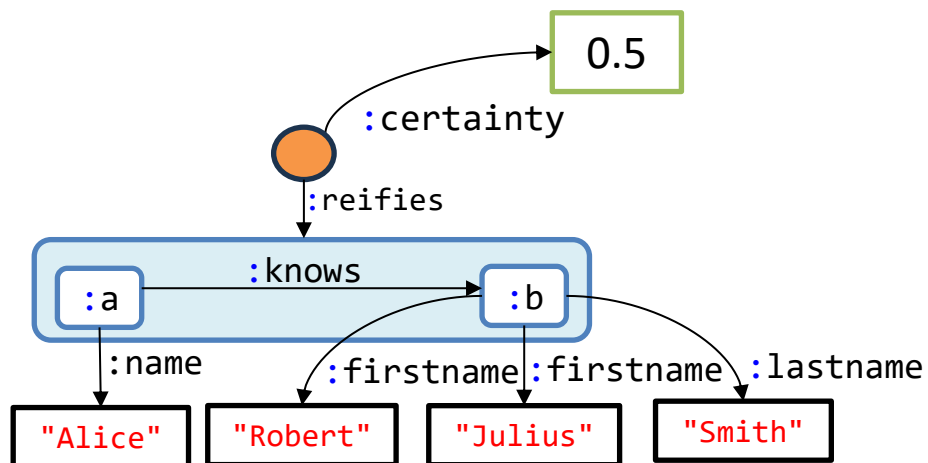 0.5
:certainty
:reifies
:knows
:a
:b
:name
:firstname
:firstname
:lastname
"Alice"
"Robert"
"Julius"
"Smith"